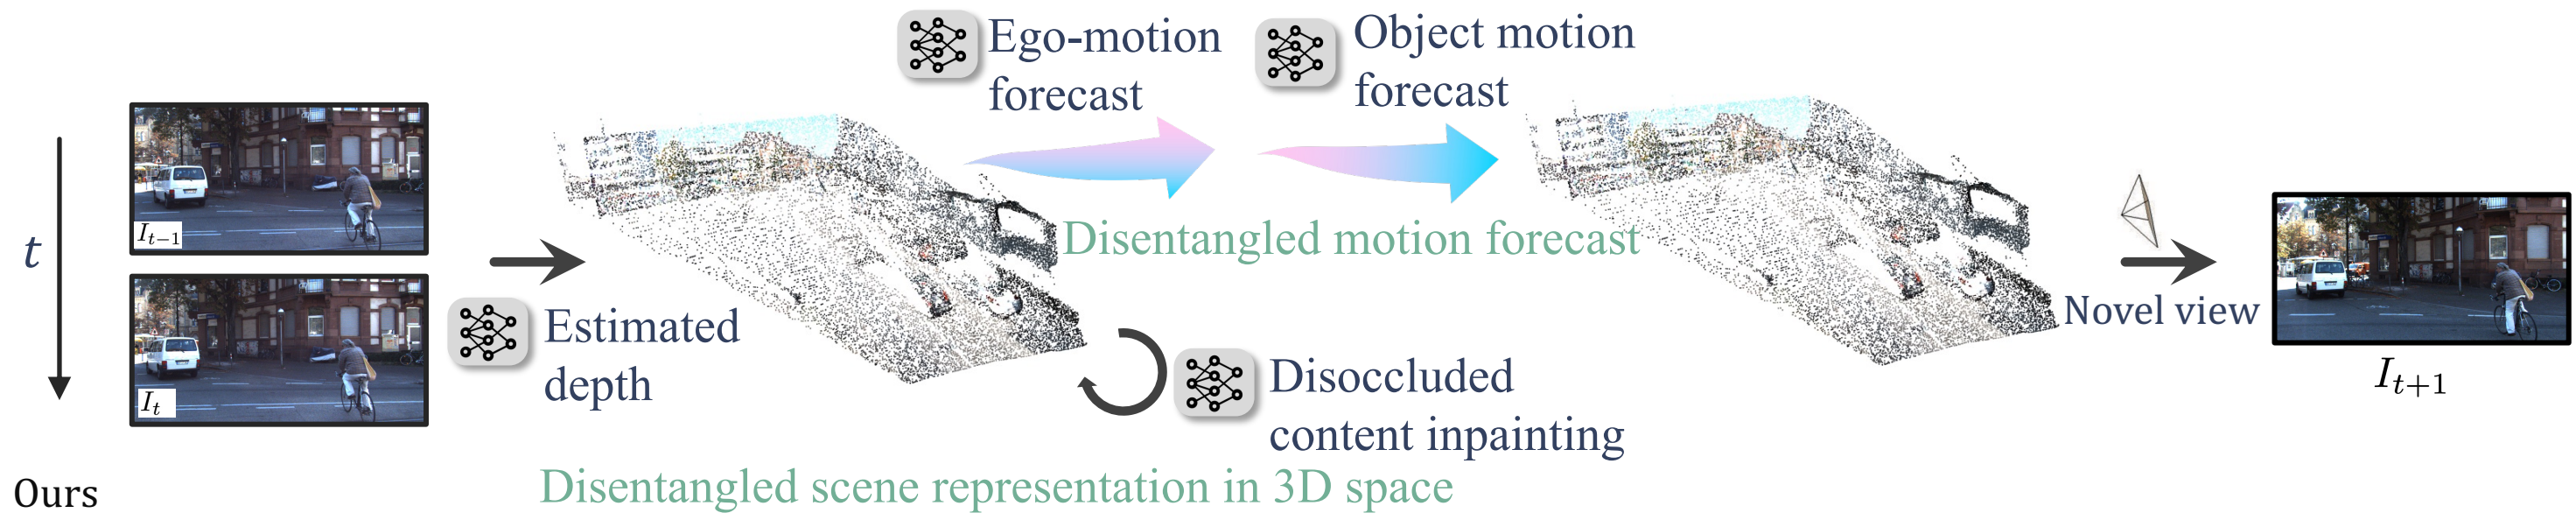 Ego-motion
forecast
Object motion
forecast
t
I_{t-1}
I_t
Disentangled motion forecast
Estimated
depth
Disoccluded
content inpainting
Novel view
I_{t+1}
Ours
Disentangled scene representation in 3D space